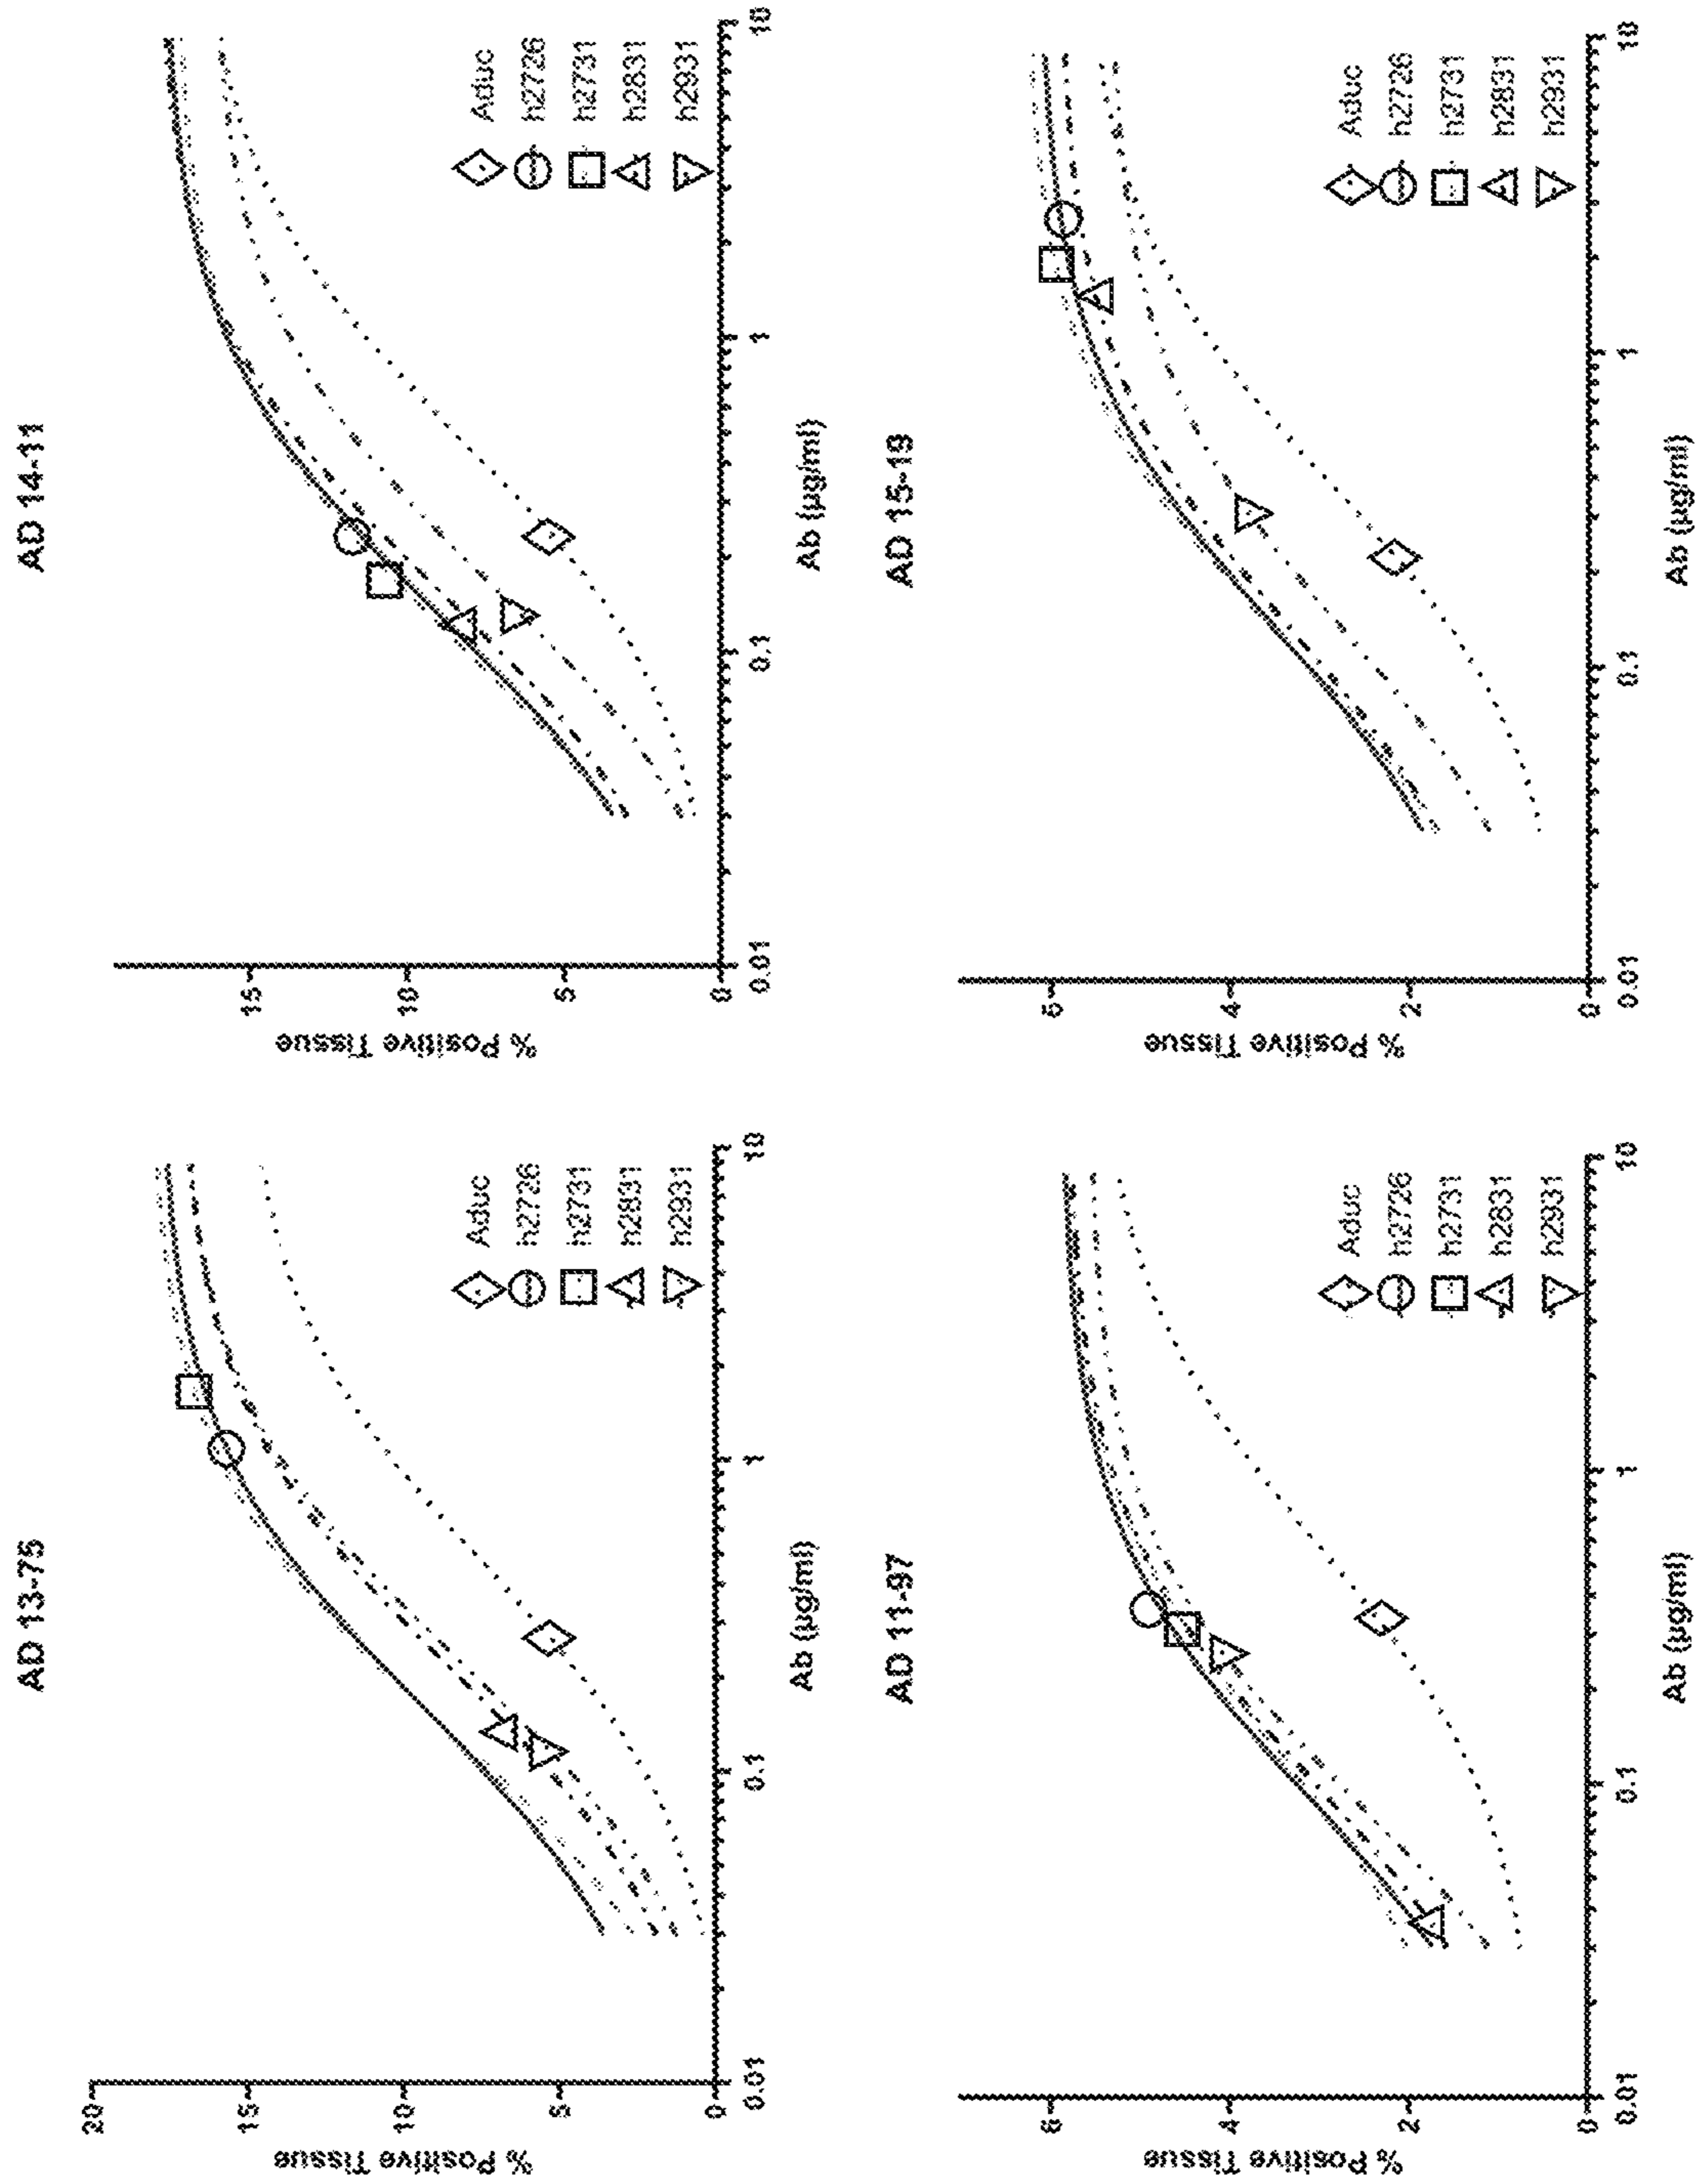 AD 13-75
% Positive Tissue
20
15
10
5
0
0.01
0.1
1
10
Ab (µg/ml)
Aduc
h2726
h2731
h2831
h2931
AD 14-11
% Positive Tissue
15
10
5
0
0.01
0.1
1
10
Ab (µg/ml)
Aduc
h2726
h2731
h2831
h2931
AD 11-97
% Positive Tissue
6
4
2
0
0.01
0.1
1
10
Ab (µg/ml)
Aduc
h2726
h2731
h2831
h2931
AD 15-19
% Positive Tissue
6
4
2
0
0.01
0.1
1
10
Ab (µg/ml)
Aduc
h2726
h2731
h2831
h2931